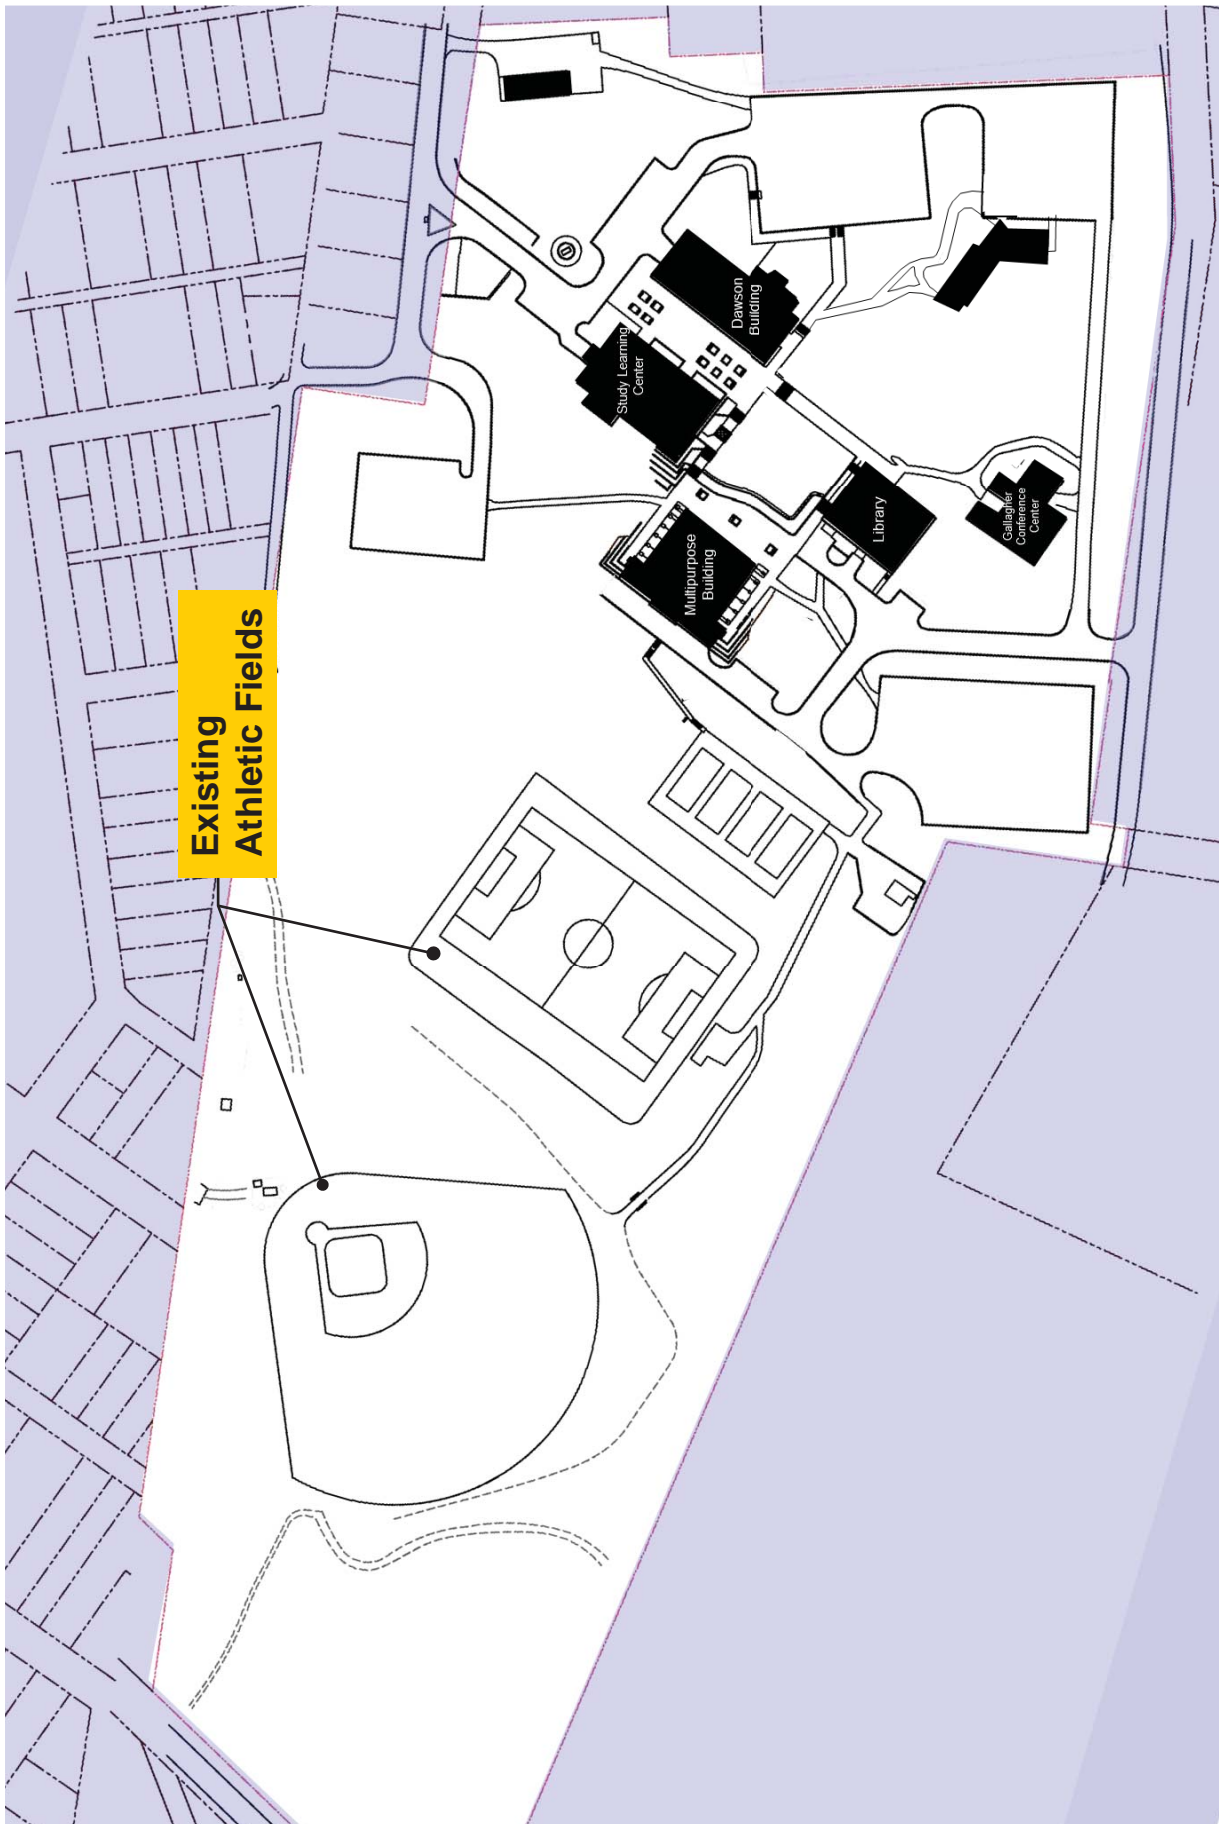 Existing
Athletic Fields
Study Learning
Center
Dawson
Building
Multipurpose
Building
Library
Gallagher
Conference
Center